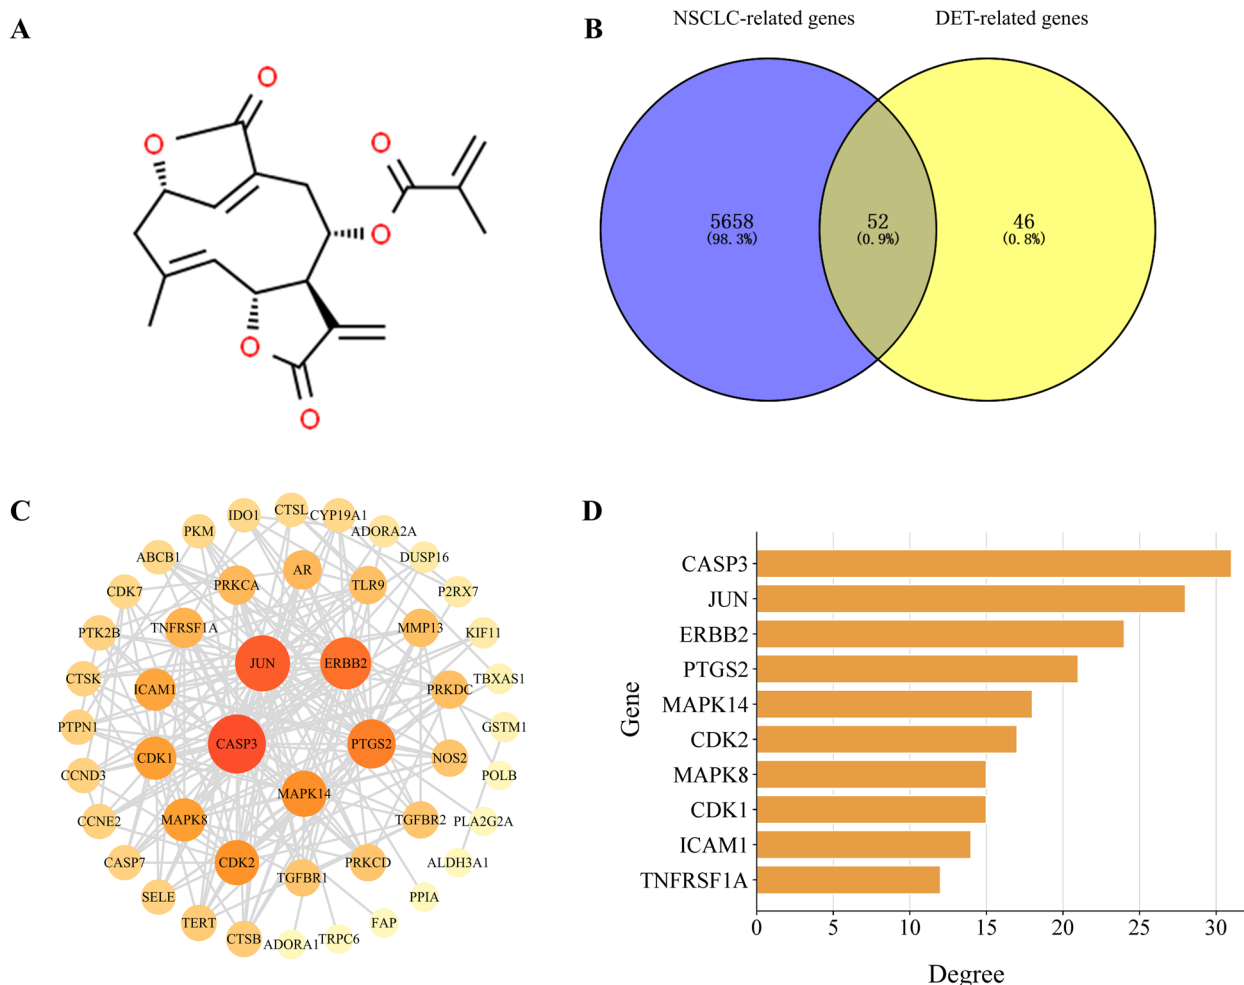 A
O
O
O
O
O
O
B
NSCLC-related genes
DET-related genes
5658
(98.3%)
52
(0.9%)
46
(0.8%)
C
IDO1
CTSL
CYP19A1
PKM
ADORA2A
ABCB1
DUSP16
CDK7
PRKCA
AR
TLR9
P2RX7
PTK2B
TNFRSF1A
MMP13
KIF11
CTSK
ICAM1
JUN
ERBB2
PRKDC
TBXAS1
PTPN1
GSTM1
CDK1
CASP3
PTGS2
NOS2
CCND3
POLB
MAPK14
CCNE2
MAPK8
TGFBR2
PLA2G2A
CASP7
CDK2
TGFBR1
PRKCD
ALDH3A1
SELE
PPIA
TERT
FAP
CTSB
ADORA1
TRPC6
D
Gene
CASP3
JUN
ERBB2
PTGS2
MAPK14
CDK2
MAPK8
CDK1
ICAM1
TNFRSF1A
0 5 10 15 20 25 30
Degree